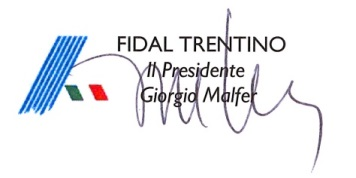 FIDAL TRENTINO
Il Presidente
Giorgio Malfer